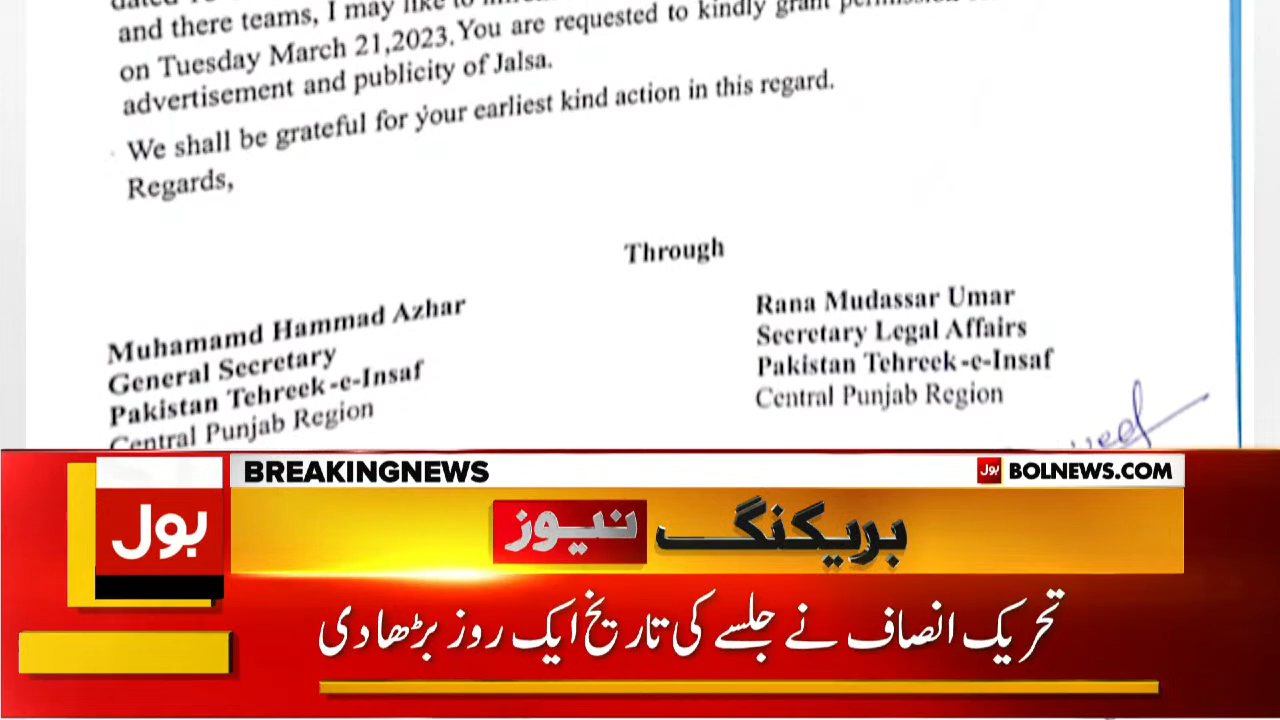 and there teams, I may like to
on Tuesday March 21,2023.You are requested to kindly grant permission
advertisement and publicity of Jalsa.
We shall be grateful for your earliest kind action in this regard.
Regards,
Through
Muhamamd Hammad Azhar
General Secretary
Pakistan Tehreek-e-Insaf
Central Punjab Region
Rana Mudassar Umar
Secretary Legal Affairs
Pakistan Tehreek-e-Insaf
Central Punjab Region
BREAKINGNEWS
بول BOLNEWS.COM
بول
بریکنگ نیوز
تحریک انصاف نے جلسے کی تاریخ ایک روز بڑھادی